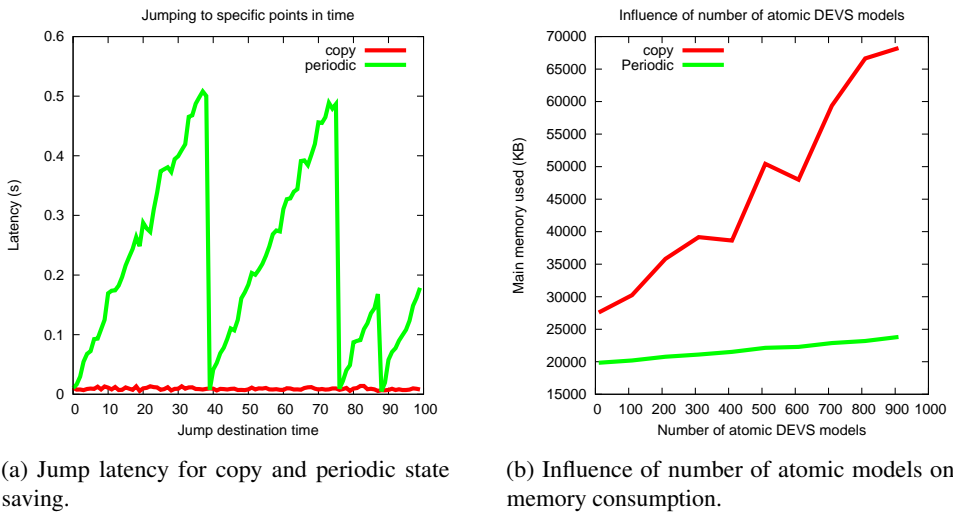 Jumping to specific points in time
copy
periodic
0.6
0.5
0.4
0.3
0.2
0.1
0
Latency (s)
0 10 20 30 40 50 60 70 80 90 100
Jump destination time
(a) Jump latency for copy and periodic state
saving.
Influence of number of atomic DEVS models
copy
Periodic
70000
65000
60000
55000
50000
45000
40000
35000
30000
25000
20000
15000
Main memory used (KB)
0 100 200 300 400 500 600 700 800 900 1000
Number of atomic DEVS models
(b) Influence of number of atomic models on
memory consumption.